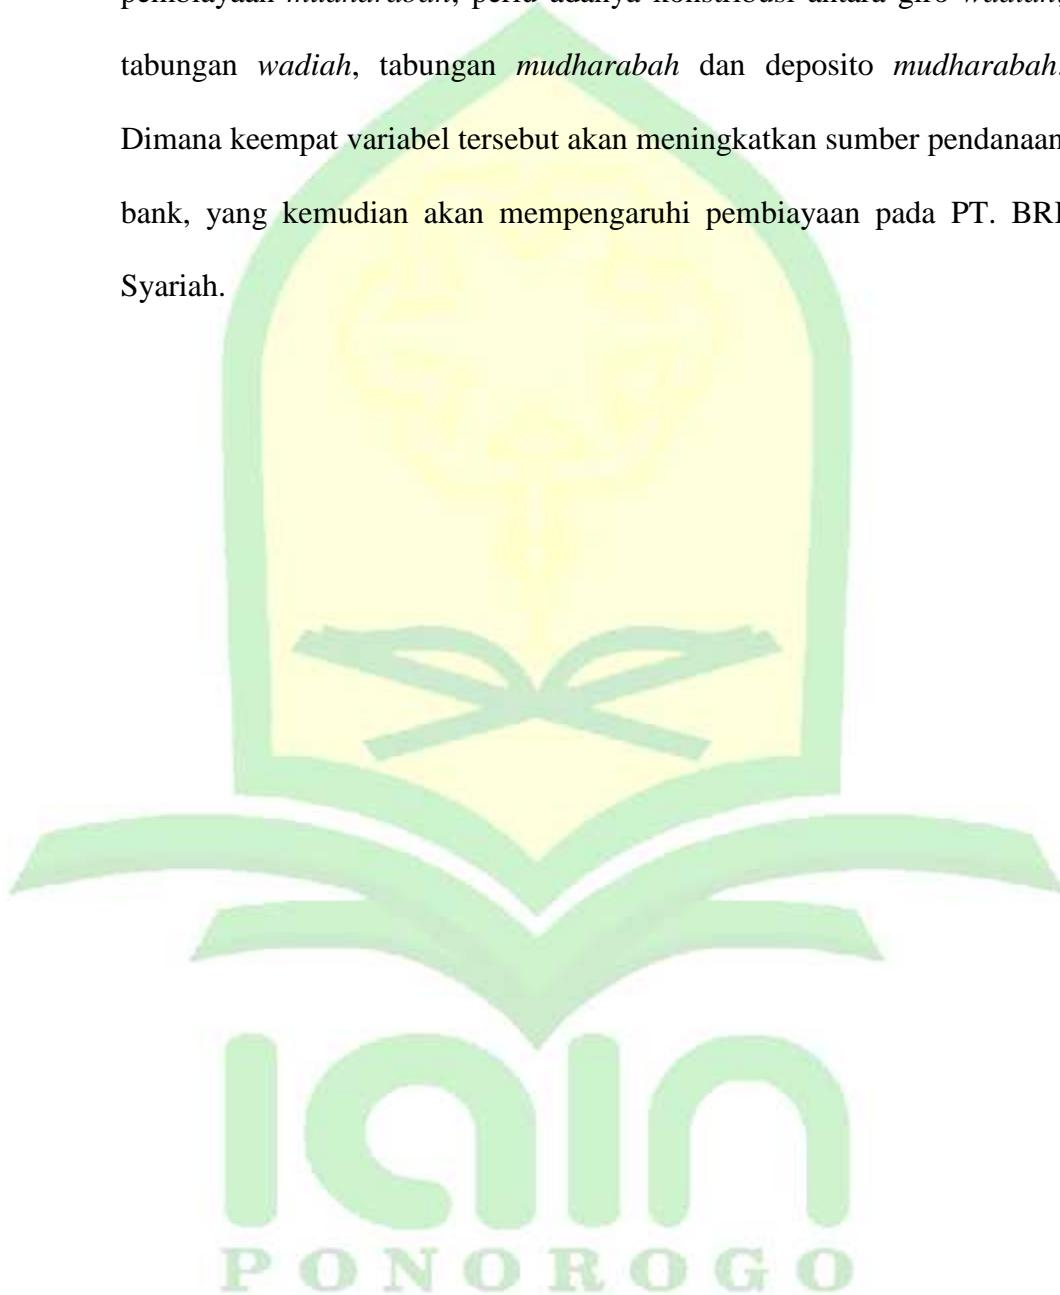 tabungan wadiah, tabungan mudharabah dan deposito mudharabah.
Dimana keempat variabel tersebut akan meningkatkan sumber pendanaan
bank, yang kemudian akan mempengaruhi pembiayaan pada PT. BRI
Syariah.
iain
PONOROGO